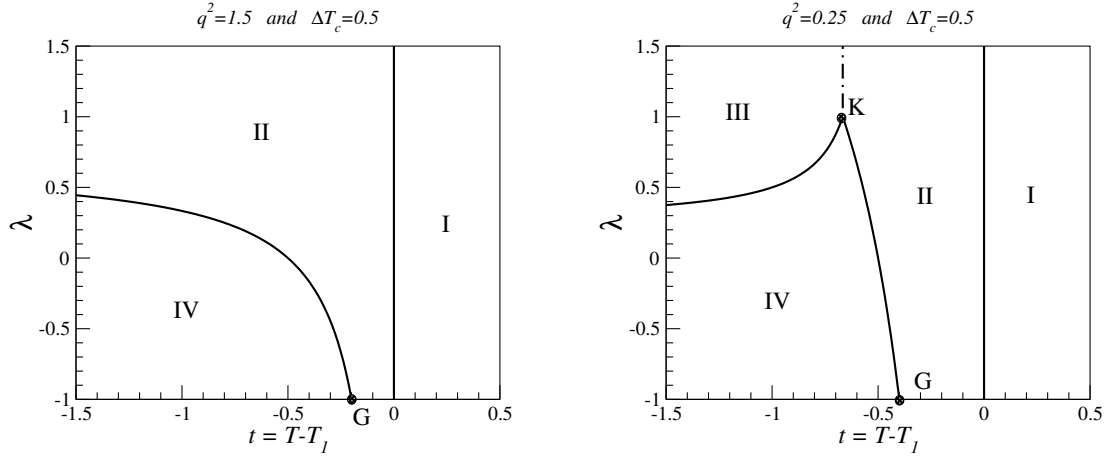 q²=1.5 and ΔT_c=0.5
1.5
1
0.5
0
-0.5
-1
λ
-1.5
-1
-0.5
0
0.5
t = T-T_1
II
I
IV
G
q²=0.25 and ΔT_c=0.5
1.5
1
0.5
0
-0.5
-1
λ
-1.5
-1
-0.5
0
0.5
t = T-T_1
III
K
II
I
IV
G